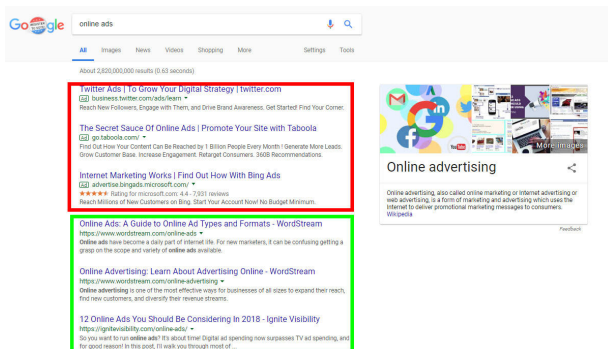 Google
online ads
All Images News Videos Shopping More Settings Tools
About 2,820,000,000 results (0.63 seconds)
Twitter Ads | To Grow Your Digital Strategy | twitter.com
Ad business.twitter.com/ads/learn
Reach New Followers, Engage with Them, and Drive Brand Awareness. Get Started! Find Your Corner.
The Secret Sauce Of Online Ads | Promote Your Site with Taboola
Ad go.taboola.com/
Find Out How Your Content Can Be Reached by 1 Billion People Every Month ! Generate More Leads.
Grow Customer Base. Increase Engagement. Retarget Consumers. 360B Recommendations.
Internet Marketing Works | Find Out How With Bing Ads
Ad advertise.bingads.microsoft.com/
Rating for microsoft.com: 4.4 - 7,931 reviews
Reach Millions of New Customers on Bing. Start Your Account Now! No Budget Minimum.
Online Ads: A Guide to Online Ad Types and Formats - WordStream
https://www.wordstream.com/online-ads
Online ads have become a daily part of internet life. For new marketers, it can be confusing getting a
grasp on the scope and variety of online ads available.
Online Advertising: Learn About Advertising Online - WordStream
https://www.wordstream.com/online-advertising
Online advertising is one of the most effective ways for businesses of all sizes to expand their reach,
find new customers, and diversify their revenue streams.
12 Online Ads You Should Be Considering In 2018 - Ignite Visibility
https://ignitevisibility.com/online-ads/
So you want to run online ads? It's about time! Digital ad spending now surpasses TV ad spending, and
for good reason! In this post, I'll walk you through most of ...
YouTube
More images
Online advertising
Online advertising, also called online marketing or Internet advertising or
web advertising, is a form of marketing and advertising which uses the
Internet to deliver promotional marketing messages to consumers.
Wikipedia
Feedback